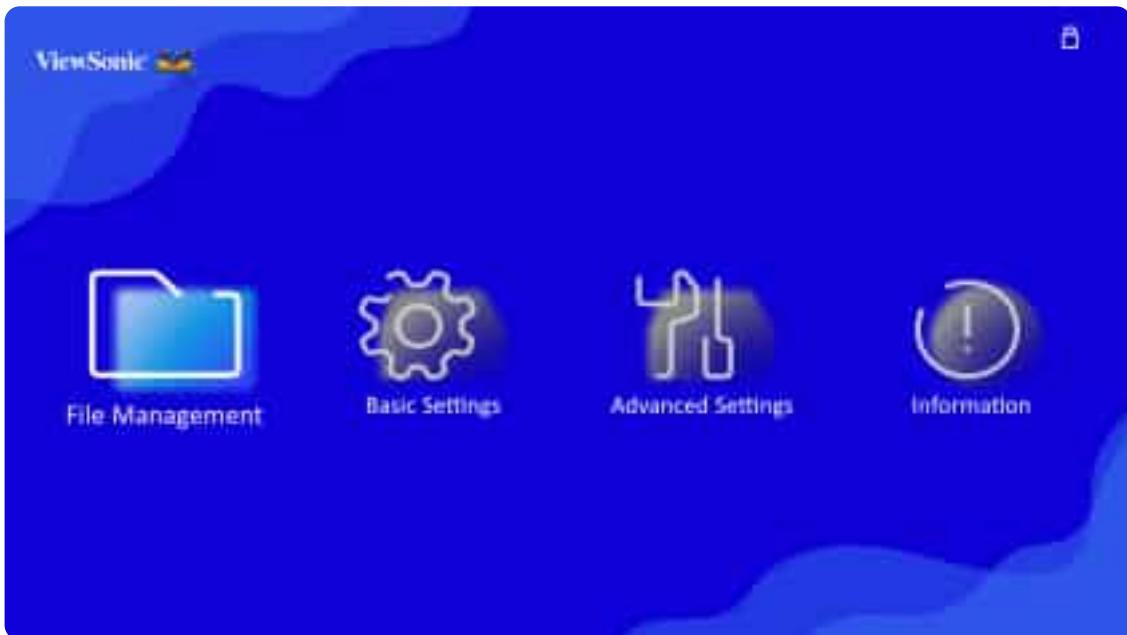 ViewSonic
File Management
Basic Settings
Advanced Settings
Information